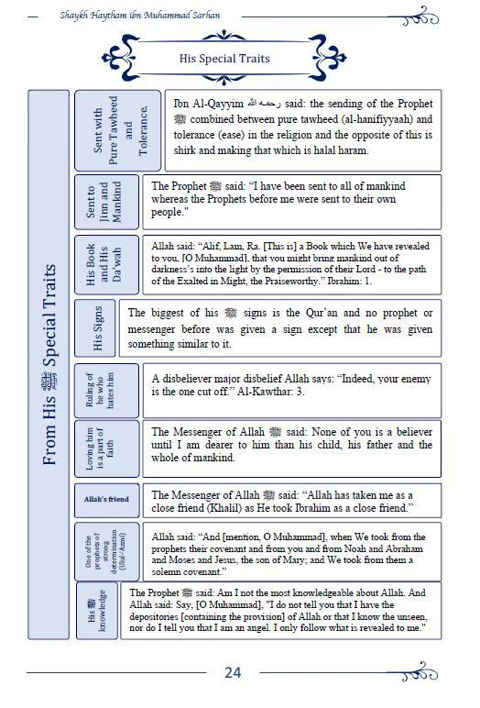 Shaykh Haytham ibn Muhammad Sarhan
His Special Traits
From His ﷺ Special Traits
Sent with
Pure Tawheed
and
Tolerance.
Ibn Al-Qayyim رحمه الله said: the sending of the Prophet
ﷺ combined between pure tawheed (al-hanifiyyaah) and
tolerance (ease) in the religion and the opposite of this is
shirk and making that which is halal haram.
Sent to
Jinn and
Mankind
The Prophet ﷺ said: “I have been sent to all of mankind
whereas the Prophets before me were sent to their own
people."
His Book
and His
Da'wah
Allah said: “Alif, Lam, Ra. [This is] a Book which We have revealed
to you, [O Muhammad], that you might bring mankind out of
darkness’s into the light by the permission of their Lord - to the path
of the Exalted in Might, the Praiseworthy.” Ibrahim: 1.
His Signs
The biggest of his ﷺ signs is the Qur’an and no prophet or
messenger before was given a sign except that he was given
something similar to it.
Ruling of
he who
hates him
A disbeliever major disbelief Allah says: “Indeed, your enemy
is the one cut off.” Al-Kawthar: 3.
Loving him
is a part of
faith
The Messenger of Allah ﷺ said: None of you is a believer
until I am dearer to him than his child, his father and the
whole of mankind.
Allah's friend
The Messenger of Allah ﷺ said: “Allah has taken me as a
close friend (Khalil) as He took Ibrahim as a close friend.”
One of the
prophets of
strong
determination
(Ulul-'Azmi)
Allah said: “And [mention, O Muhammad], when We took from the
prophets their covenant and from you and from Noah and Abraham
and Moses and Jesus, the son of Mary; and We took from them a
solemn covenant.”
His ﷺ
knowledge
The Prophet ﷺ said: Am I not the most knowledgeable about Allah. And
Allah said: Say, [O Muhammad], "I do not tell you that I have the
depositories [containing the provision] of Allah or that I know the unseen,
nor do I tell you that I am an angel. I only follow what is revealed to me."
24